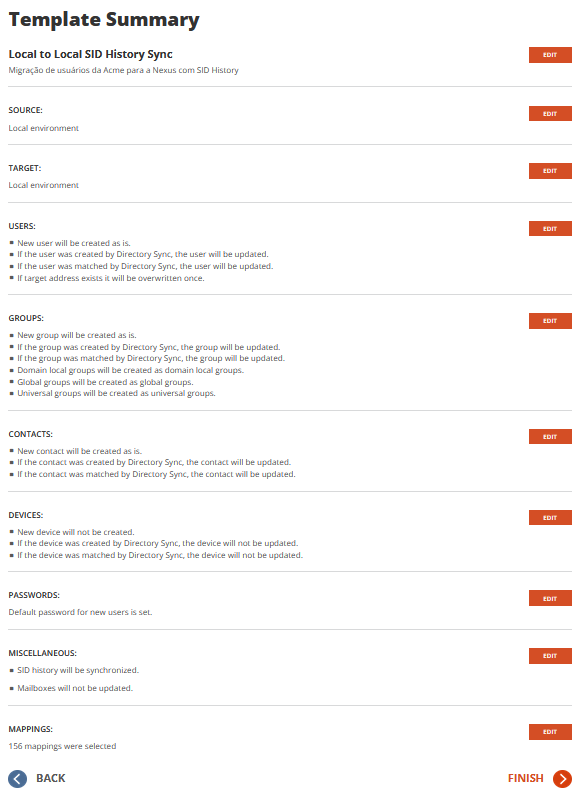 Template Summary
Local to Local SID History Sync
EDIT
Migração de usuários da Acme para a Nexus com SID History
SOURCE:
EDIT
Local environment
TARGET:
EDIT
Local environment
USERS:
EDIT
New user will be created as is.
If the user was created by Directory Sync, the user will be updated.
If the user was matched by Directory Sync, the user will be updated.
If target address exists it will be overwritten once.
GROUPS:
EDIT
New group will be created as is.
If the group was created by Directory Sync, the group will be updated.
If the group was matched by Directory Sync, the group will be updated.
Domain local groups will be created as domain local groups.
Global groups will be created as global groups.
Universal groups will be created as universal groups.
CONTACTS:
EDIT
New contact will be created as is.
If the contact was created by Directory Sync, the contact will be updated.
If the contact was matched by Directory Sync, the contact will be updated.
DEVICES:
EDIT
New device will not be created.
If the device was created by Directory Sync, the device will not be updated.
If the device was matched by Directory Sync, the device will not be updated.
PASSWORDS:
EDIT
Default password for new users is set.
MISCELLANEOUS:
EDIT
SID history will be synchronized.
Mailboxes will not be updated.
MAPPINGS:
EDIT
156 mappings were selected
BACK
FINISH